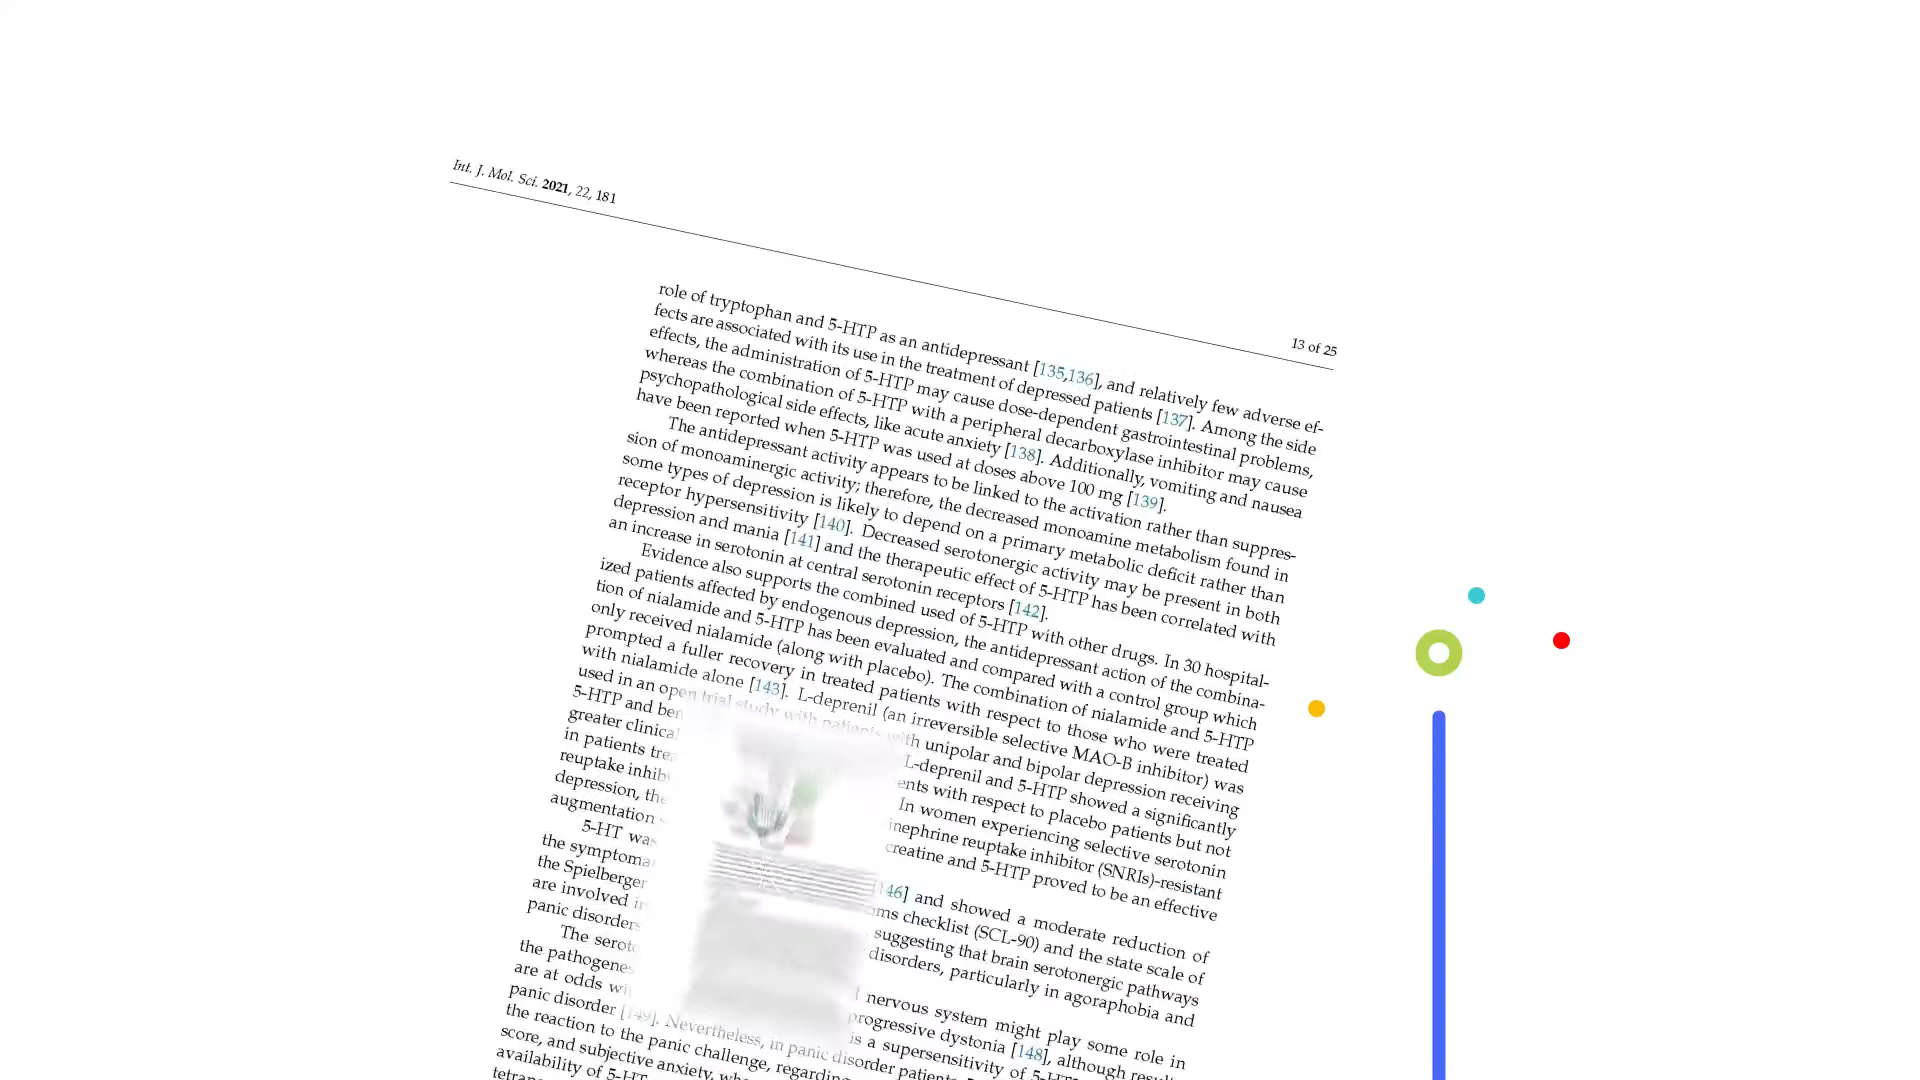 Int. J. Mol. Sci. 2021, 22, 181
13 of 25
role of tryptophan and 5-HTP as an antidepressant [135,136], and relatively few adverse ef-
fects are associated with its use in the treatment of depressed patients [137]. Among the side
effects, the administration of 5-HTP may cause dose-dependent gastrointestinal problems,
whereas the combination of 5-HTP with a peripheral decarboxylase inhibitor may cause
psychopathological side effects, like acute anxiety [138]. Additionally, vomiting and nausea
have been reported when 5-HTP was used at doses above 100 mg [139].
The antidepressant activity appears to be linked to the activation rather than suppres-
sion of monoaminergic activity; therefore, the decreased monoamine metabolism found in
some types of depression is likely to depend on a primary metabolic deficit rather than
receptor hypersensitivity [140]. Decreased serotonergic activity may be present in both
depression and mania [141] and the therapeutic effect of 5-HTP has been correlated with
an increase in serotonin at central serotonin receptors [142].
Evidence also supports the combined used of 5-HTP with other drugs. In 30 hospital-
ized patients affected by endogenous depression, the antidepressant action of the combina-
tion of nialamide and 5-HTP has been evaluated and compared with a control group which
only received nialamide (along with placebo). The combination of nialamide and 5-HTP
prompted a fuller recovery in treated patients with respect to those who were treated
with nialamide alone [143]. L-deprenil (an irreversible selective MAO-B inhibitor) was
used in an open trial study with patients with unipolar and bipolar depression receiving
5-HTP and ben L-deprenil and 5-HTP showed a significantly
greater clinical ents with respect to placebo patients but not
in patients trea In women experiencing selective serotonin
reuptake inhib inephrine reuptake inhibitor (SNRIs)-resistant
depression, the creatine and 5-HTP proved to be an effective
augmentation
5-HT was 146] and showed a moderate reduction of
the symptoma ms checklist (SCL-90) and the state scale of
the Spielberger suggesting that brain serotonergic pathways
are involved in disorders, particularly in agoraphobia and
panic disorders
The seroto nervous system might play some role in
the pathogenes progressive dystonia [148], although result
are at odds wi is a supersensitivity of 5-HT
panic disorder [149]. Nevertheless, in panic disorder patients
the reaction to the panic challenge, regarding
score, and subjective anxiety,
availability of 5-HT